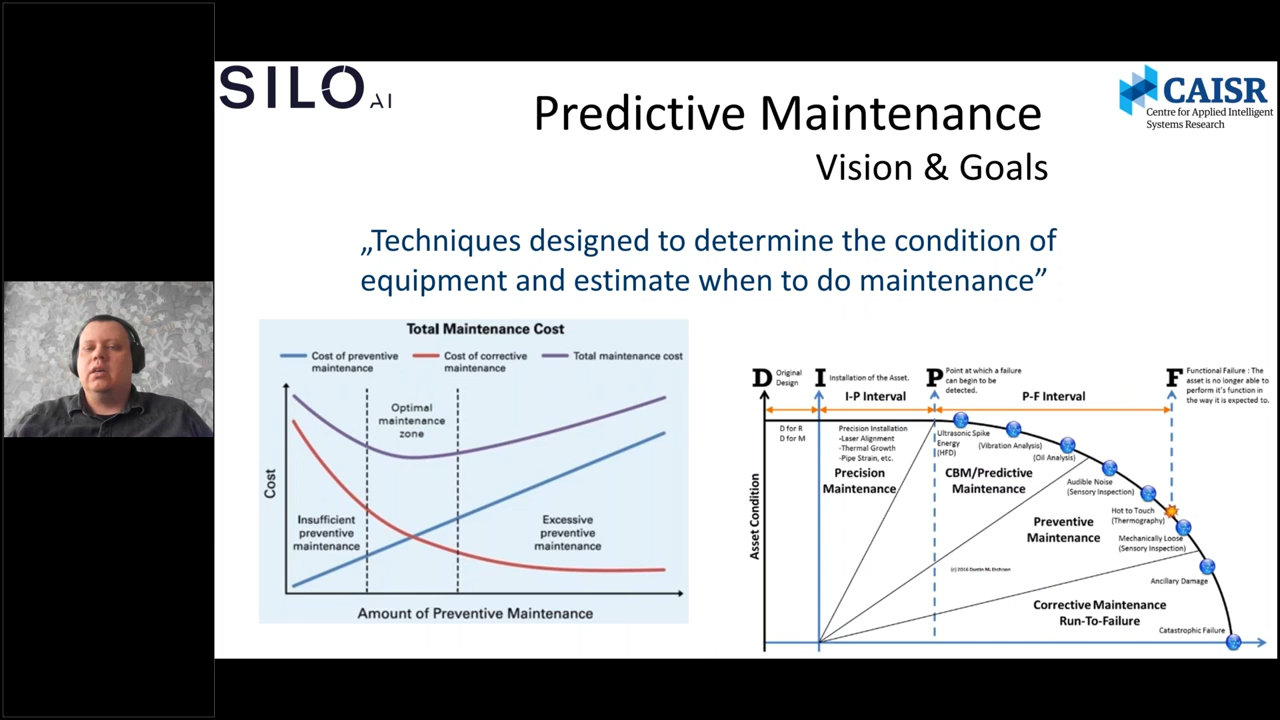 SILO AI
CAISR
Centre for Applied Intelligent
Systems Research
Predictive Maintenance
Vision & Goals
„Techniques designed to determine the condition of
equipment and estimate when to do maintenance”
Total Maintenance Cost
Cost of preventive
maintenance
Cost of corrective
maintenance
Total maintenance cost
Optimal
maintenance
zone
Cost
Insufficient
preventive
maintenance
Excessive
preventive
maintenance
Amount of Preventive Maintenance
D Original
Design
I Installation of the Asset.
P Point at which a failure
can begin to be
detected.
F Functional Failure : The
asset is no longer able to
perform it's function in
the way it is expected to.
I-P Interval
P-F Interval
D for R
D for M
Precision Installation
-Laser Alignment
-Thermal Growth
-Pipe Strain, etc.
Precision
Maintenance
Ultrasonic Spike
Energy
(HFD)
(Vibration Analysis)
(Oil Analysis)
CBM/Predictive
Maintenance
Audible Noise
(Sensory Inspection)
Hot to Touch
(Thermography)
Preventive
Maintenance
Mechanically Loose
(Sensory Inspection)
Asset Condition
Ancillary Damage
Corrective Maintenance
Run-To-Failure
Catastrophic Failure